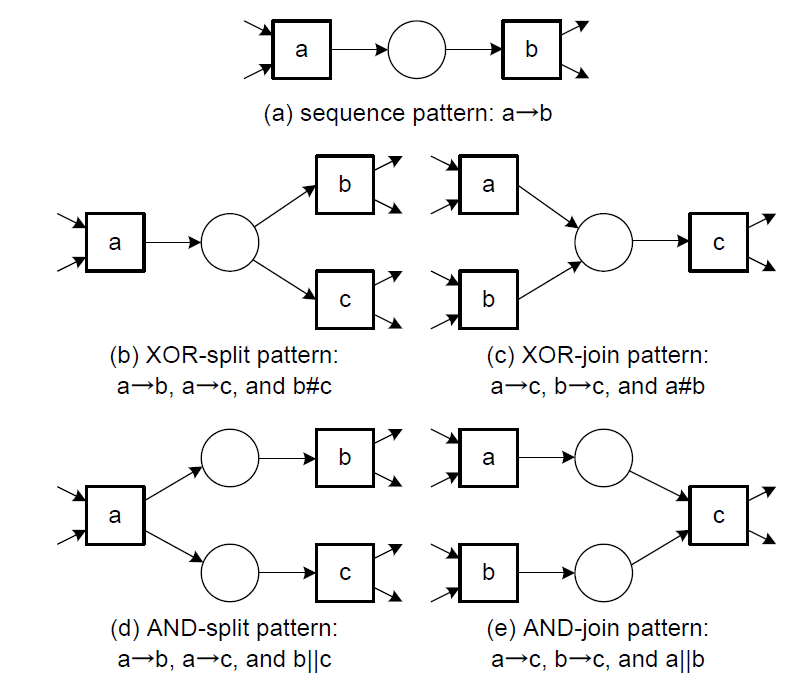 a b
(a) sequence pattern: a→b
b a
a c
c b
(b) XOR-split pattern: (c) XOR-join pattern:
a→b, a→c, and b#c a→c, b→c, and a#b
b a
a c
c b
(d) AND-split pattern: (e) AND-join pattern:
a→b, a→c, and b||c a→c, b→c, and a||b